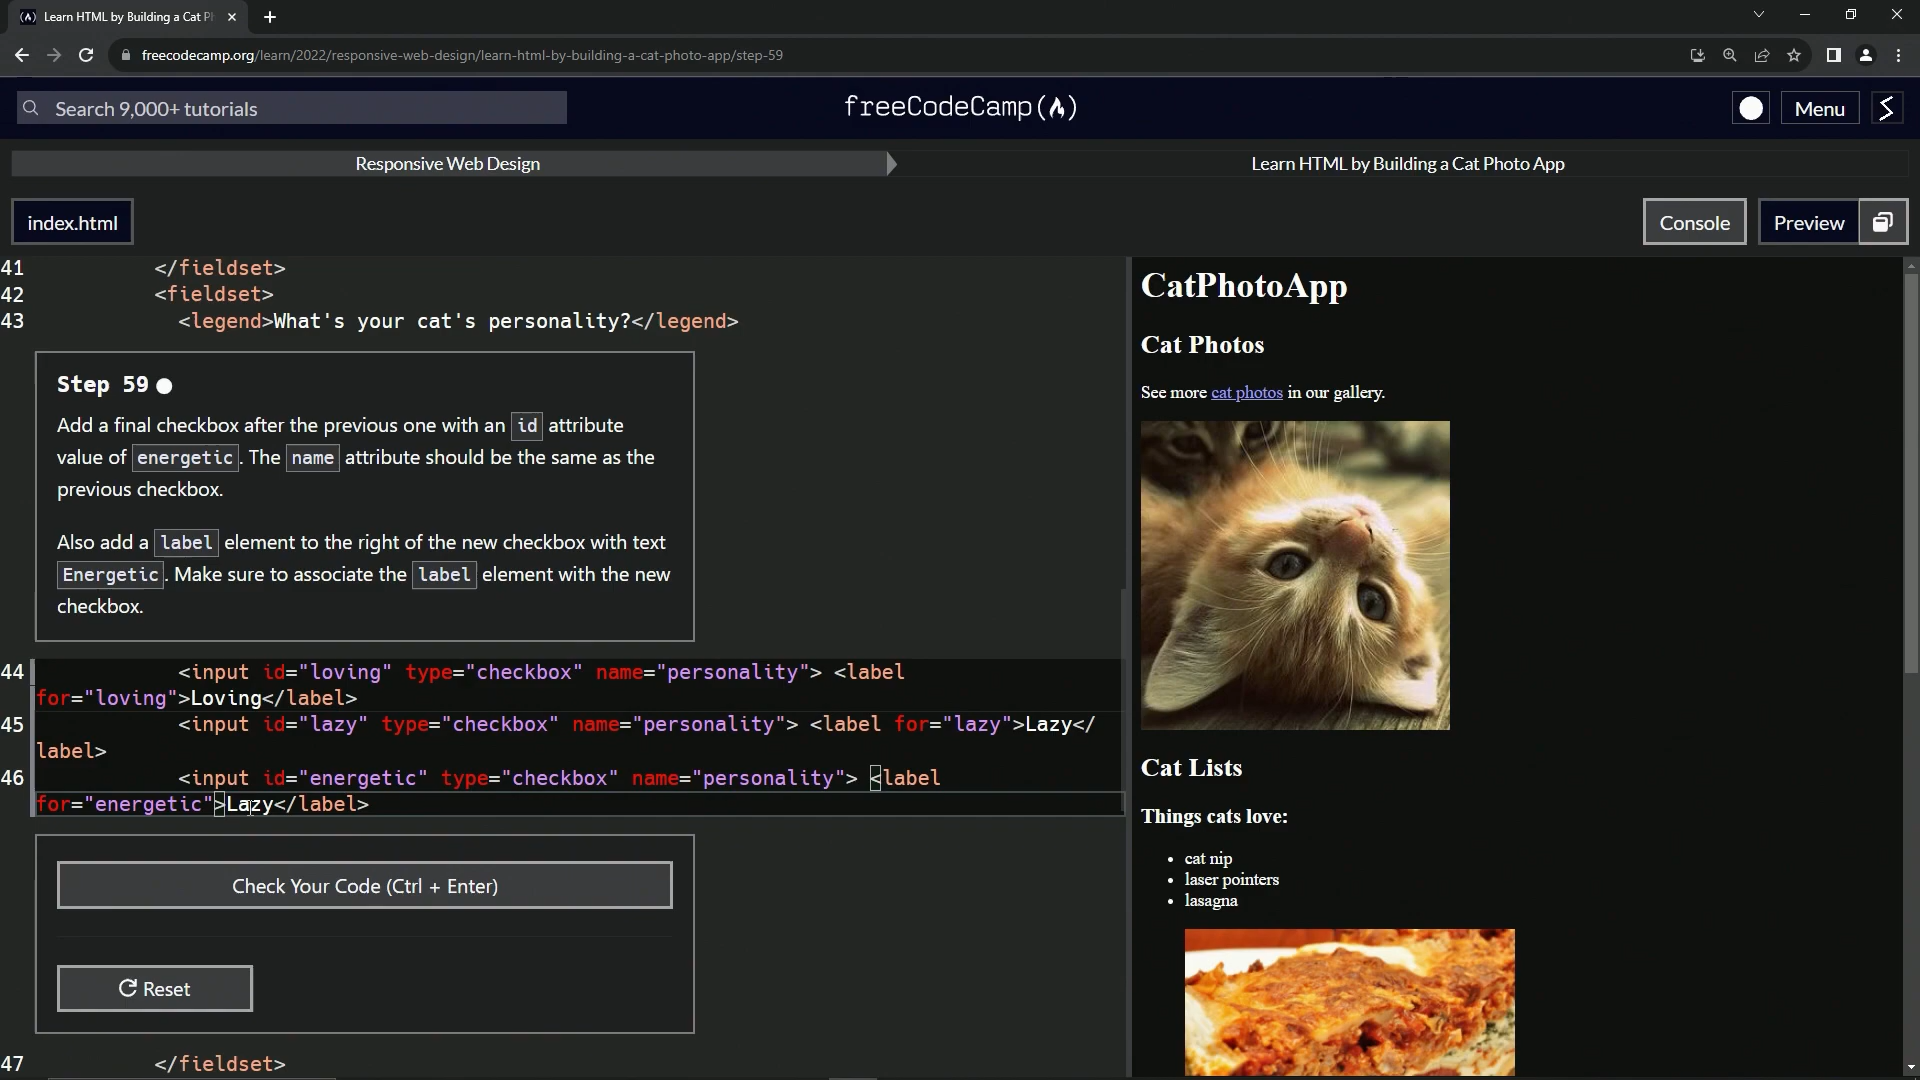 Learn HTML by Building a Cat Ph
freecodecamp.org/learn/2022/responsive-web-design/learn-html-by-building-a-cat-photo-app/step-59
Search 9,000+ tutorials
freeCodeCamp
Menu
Responsive Web Design
Learn HTML by Building a Cat Photo App
index.html
Console
Preview
41 </fieldset>
42 <fieldset>
43 <legend>What's your cat's personality?</legend>
Step 59
Add a final checkbox after the previous one with an id attribute
value of energetic. The name attribute should be the same as the
previous checkbox.
Also add a label element to the right of the new checkbox with text
Energetic. Make sure to associate the label element with the new
checkbox.
44 <input id="loving" type="checkbox" name="personality"> <label
for="loving">Loving</label>
45 <input id="lazy" type="checkbox" name="personality"> <label for="lazy">Lazy</
label>
46 <input id="energetic" type="checkbox" name="personality"> <label
for="energetic">Lazy</label>
Check Your Code (Ctrl + Enter)
Reset
47 </fieldset>
CatPhotoApp
Cat Photos
See more cat photos in our gallery.
Cat Lists
Things cats love:
• cat nip
• laser pointers
• lasagna